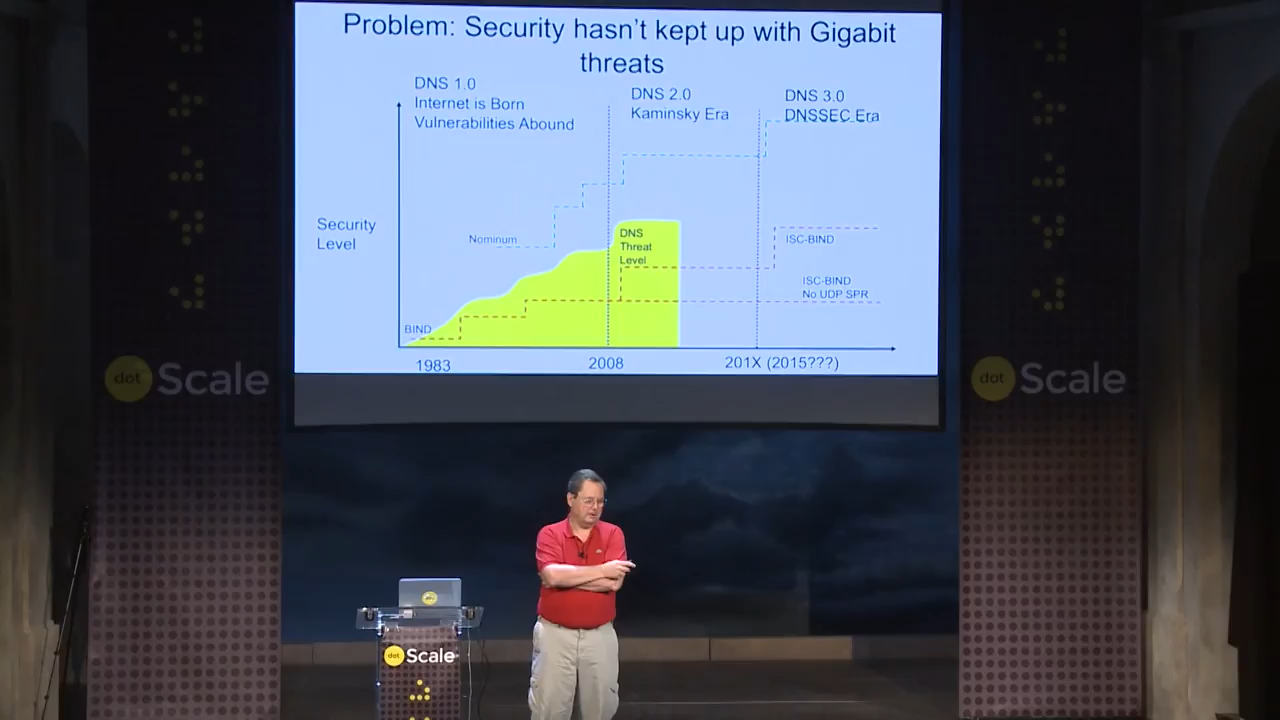 Problem: Security hasn't kept up with Gigabit
threats
DNS 1.0
Internet is Born
Vulnerabilities Abound
DNS 2.0
Kaminsky Era
DNS 3.0
DNSSEC Era
Security
Level
Nominum
DNS
Threat
Level
ISC-BIND
ISC-BIND
No UDP SPR
BIND
1983
2008
201X (2015???)
dot Scale
dot Scale
dot Scale